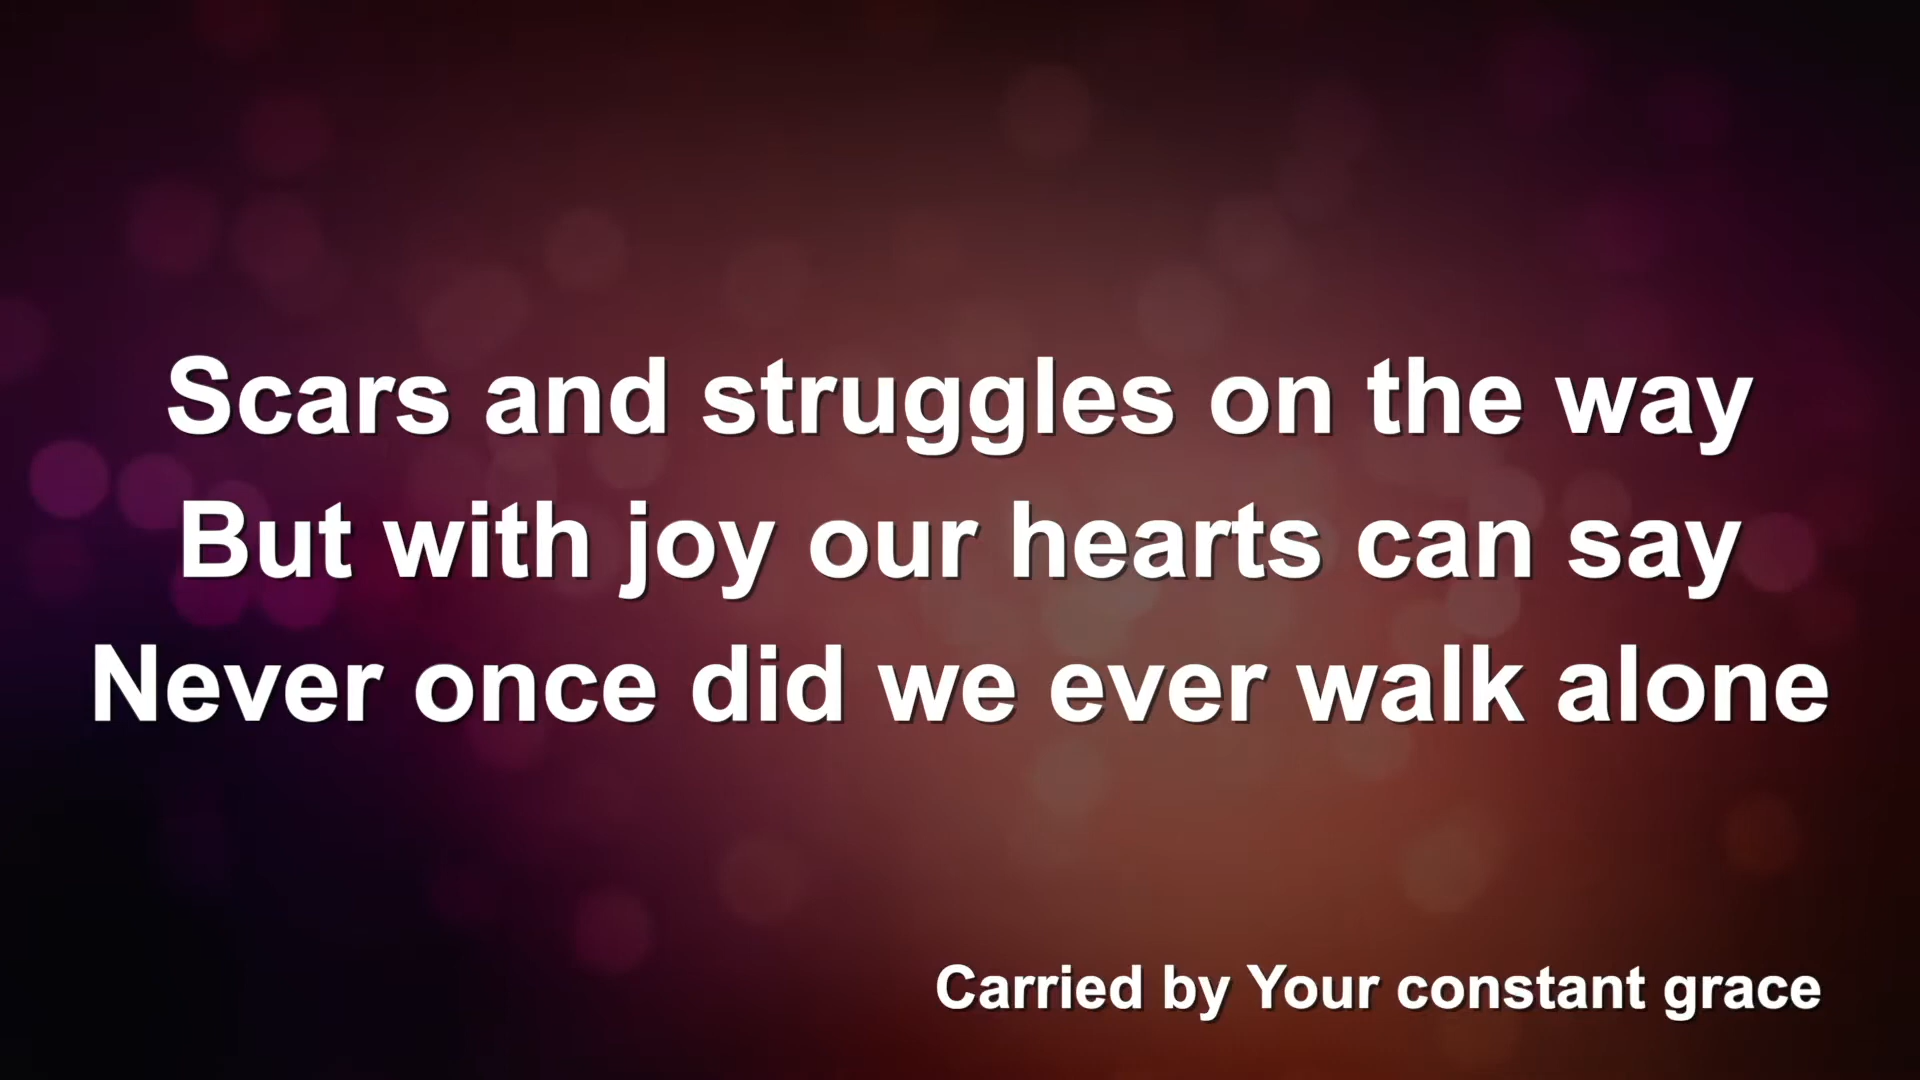 Scars and struggles on the way
But with joy our hearts can say
Never once did we ever walk alone
Carried by Your constant grace